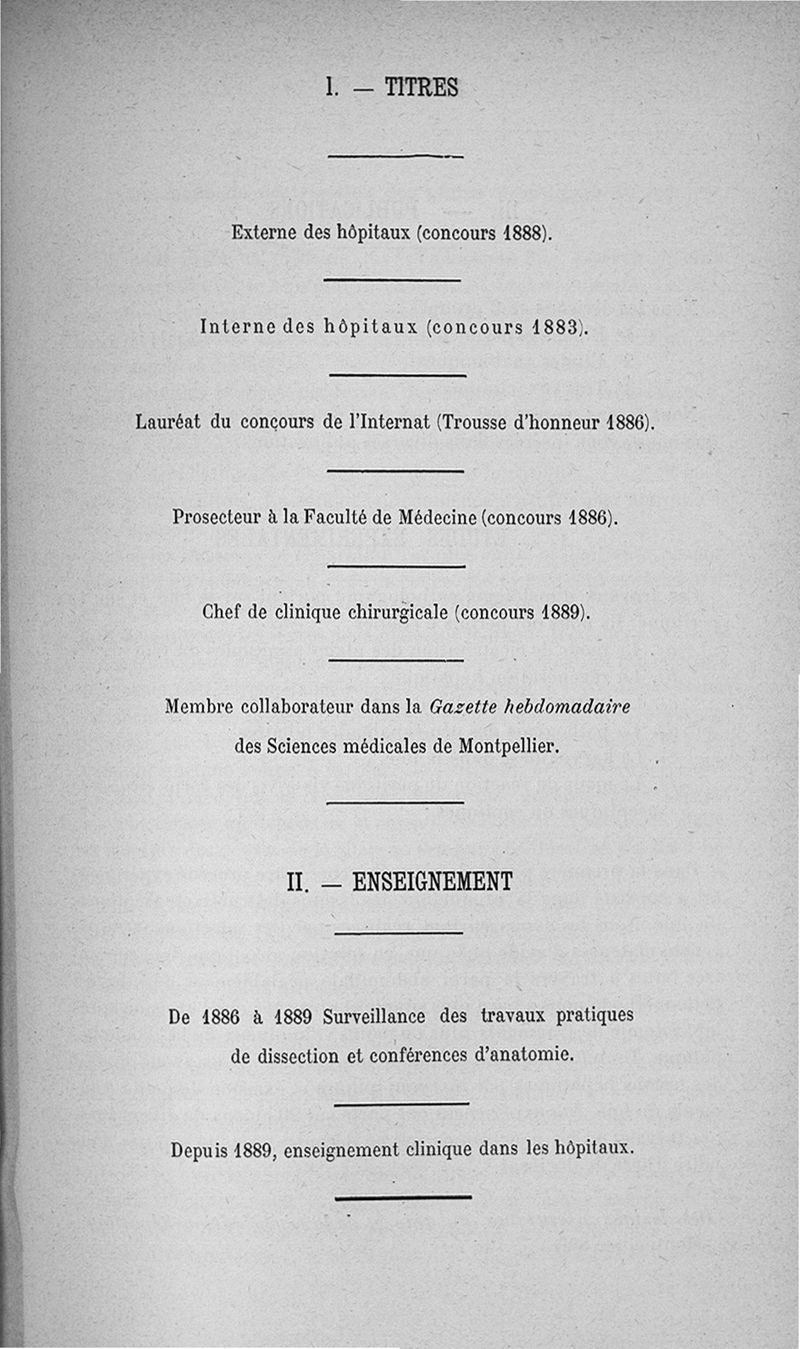 I. — TITRES
Externe des hôpitaux (concours 1888).
Interne des hôpitaux (concours 1883).
Lauréat du conçours de l'Internat (Trousse d'honneur 1886).
Prosecteur à la Faculté de Médecine (concours 1886).
Chef de clinique chirurgicale (concours 1889).
Membre collaborateur dans la Gazette hebdomadaire
des Sciences médicales de Montpellier.
II. — ENSEIGNEMENT
De 1886 à 1889 Surveillance des travaux pratiques
de dissection et conférences d'anatomie.
Depuis 1889, enseignement clinique dans les hôpitaux.